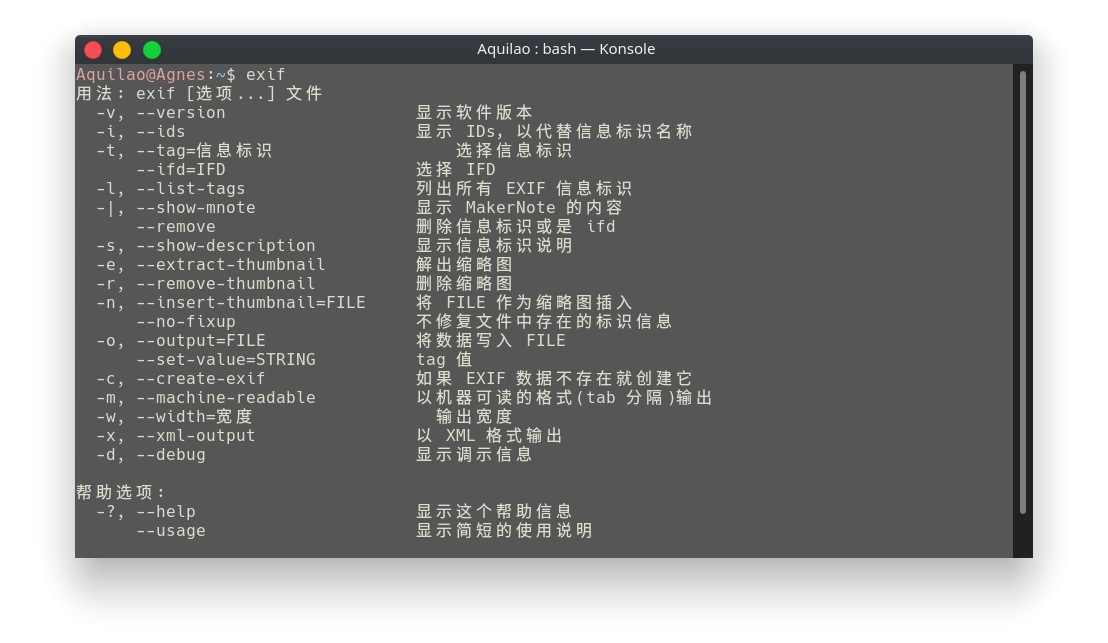 Aquilao : bash — Konsole
Aquilao@Agnes:~$ exif
用法: exif [选项...] 文件
  -v, --version                   显示软件版本
  -i, --ids                       显示 IDs, 以代替信息标识名称
  -t, --tag=信息标识                  选择信息标识
      --ifd=IFD                   选择 IFD
  -l, --list-tags                 列出所有 EXIF 信息标识
  -|, --show-mnote                显示 MakerNote 的内容
      --remove                    删除信息标识或是 ifd
  -s, --show-description          显示信息标识说明
  -e, --extract-thumbnail         解出缩略图
  -r, --remove-thumbnail          删除缩略图
  -n, --insert-thumbnail=FILE     将 FILE 作为缩略图插入
      --no-fixup                  不修复文件中存在的标识信息
  -o, --output=FILE               将数据写入 FILE
      --set-value=STRING          tag 值
  -c, --create-exif               如果 EXIF 数据不存在就创建它
  -m, --machine-readable          以机器可读的格式(tab 分隔)输出
  -w, --width=宽度                  输出宽度
  -x, --xml-output                以 XML 格式输出
  -d, --debug                     显示调示信息
帮助选项:
  -?, --help                      显示这个帮助信息
      --usage                     显示简短的使用说明